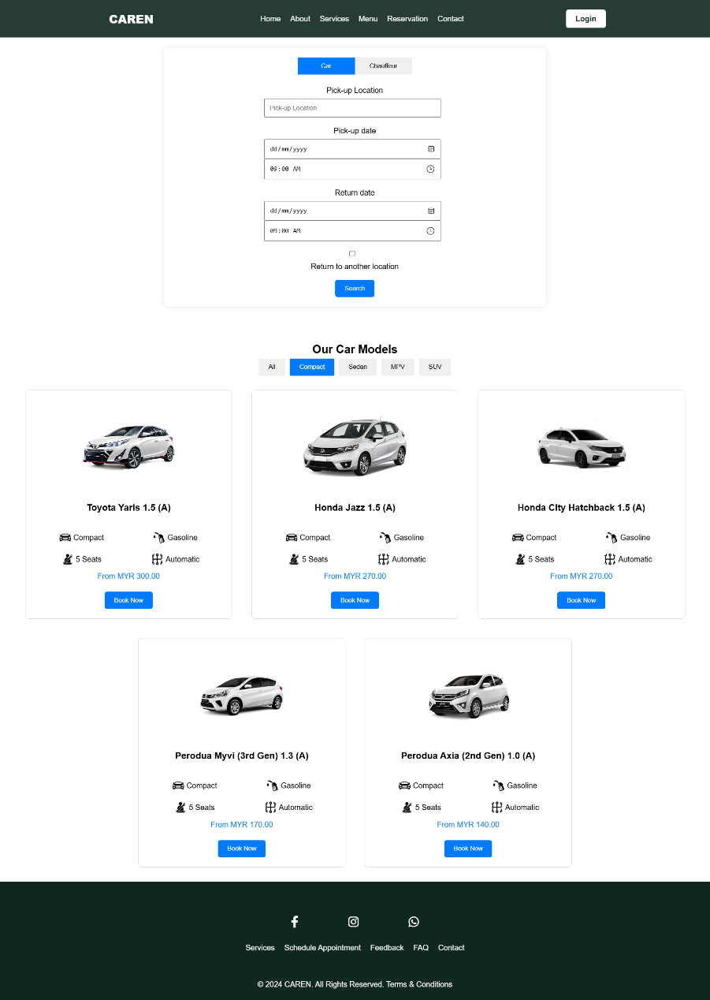 CAREN
Home About Services Menu Reservation Contact
Login
Car Chauffeur
Pick-up Location
Pick-up Location
Pick-up date
dd/mm/yyyy
09:00 AM
Return date
dd/mm/yyyy
09:00 AM
Return to another location
Search
Our Car Models
All Compact Sedan MPV SUV
Toyota Yaris 1.5 (A)
Compact Gasoline
5 Seats Automatic
From MYR 300.00
Book Now
Honda Jazz 1.5 (A)
Compact Gasoline
5 Seats Automatic
From MYR 270.00
Book Now
Honda City Hatchback 1.5 (A)
Compact Gasoline
5 Seats Automatic
From MYR 270.00
Book Now
Perodua Myvi (3rd Gen) 1.3 (A)
Compact Gasoline
5 Seats Automatic
From MYR 170.00
Book Now
Perodua Axia (2nd Gen) 1.0 (A)
Compact Gasoline
5 Seats Automatic
From MYR 140.00
Book Now
Services Schedule Appointment Feedback FAQ Contact
© 2024 CAREN. All Rights Reserved. Terms & Conditions